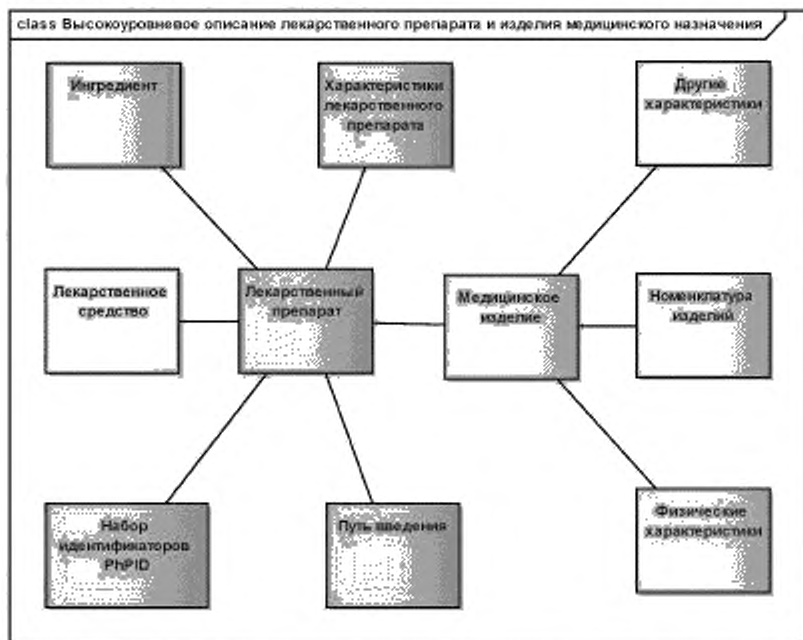 class Высокоуровневое описание лекарственного препарата и изделия медицинского назначения
Ингредиент
Характеристики
лекарственного
препарата
Другие
характеристики
Лекарственное
средство
Лекарственный
препарат
Медицинское
изделие
Номенклатура
изделий
Набор
идентификаторов
PhPID
Путь введения
Физические
характеристики